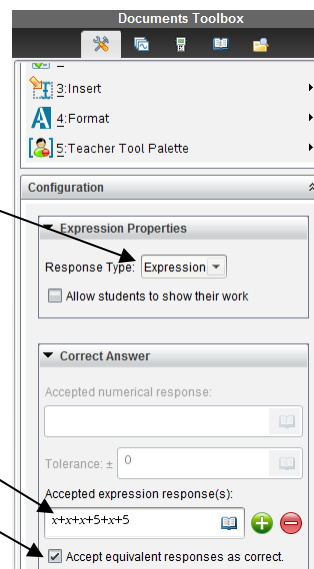 Documents Toolbox
3:Insert
4:Format
5:Teacher Tool Palette
Configuration
Expression Properties
Response Type: Expression
Allow students to show their work
Correct Answer
Accepted numerical response:
Tolerance: ± 0
Accepted expression response(s):
x+x+x+5+x+5
Accept equivalent responses as correct.